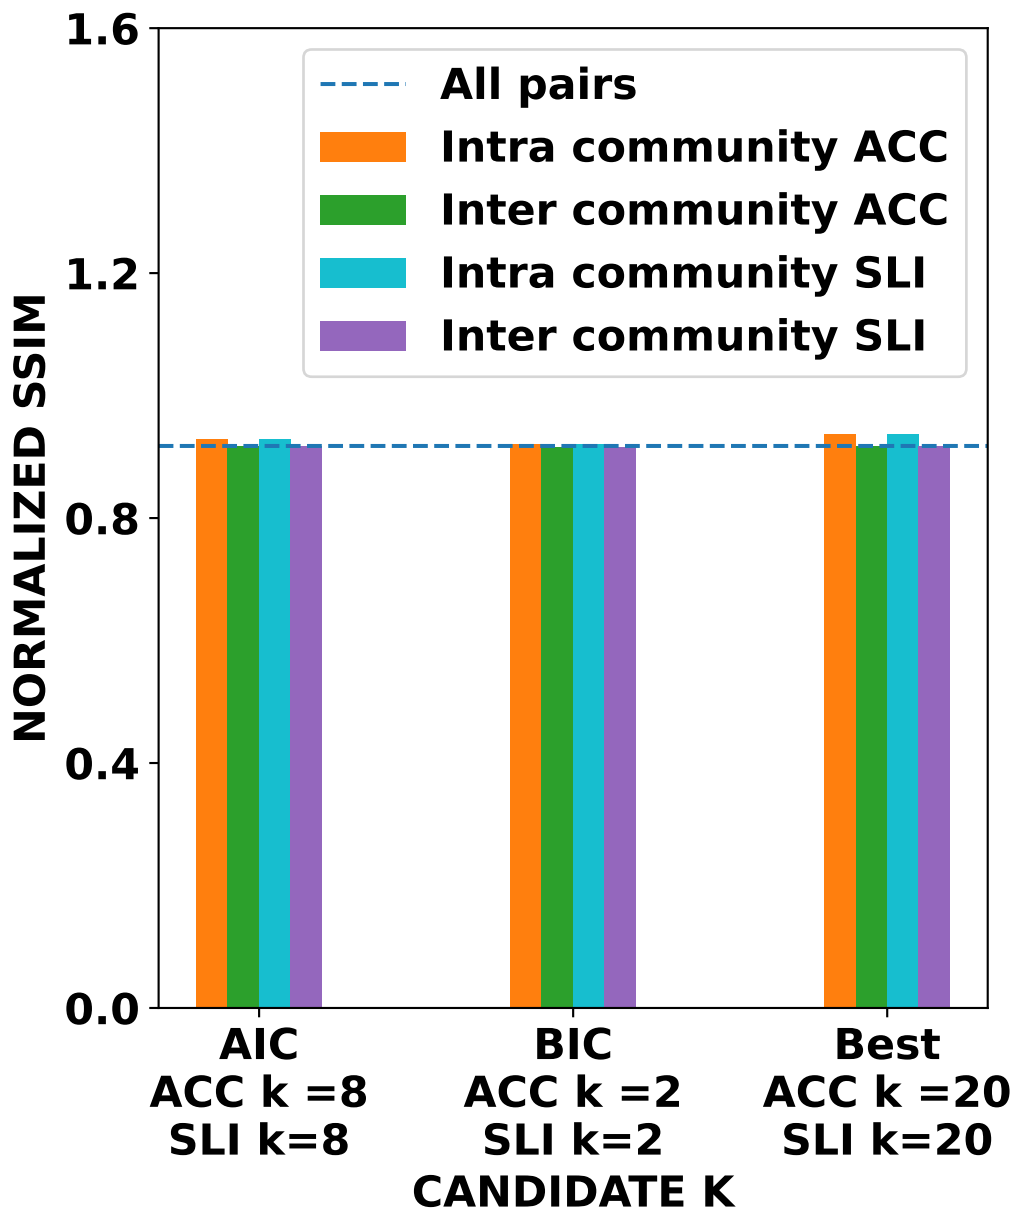 1.6
1.2
0.8
0.4
0.0
NORMALIZED SSIM
All pairs
Intra community ACC
Inter community ACC
Intra community SLI
Inter community SLI
AIC
ACC k =8
SLI k=8
BIC
ACC k =2
SLI k=2
Best
ACC k =20
SLI k=20
CANDIDATE K